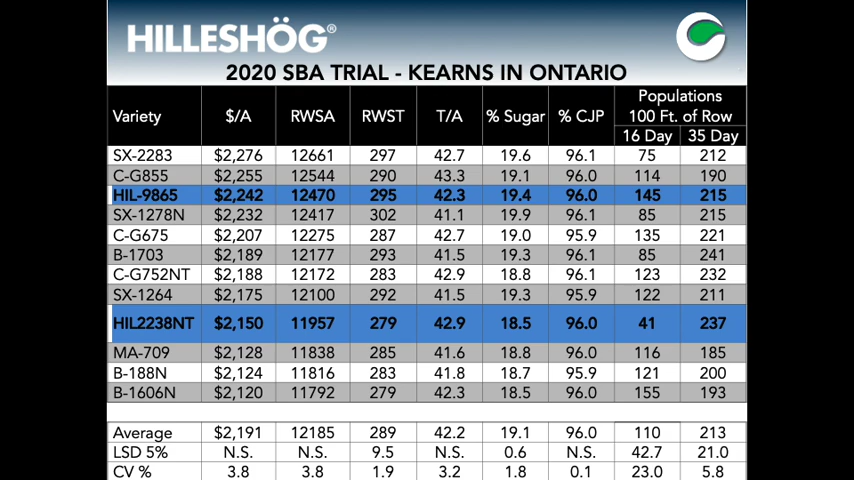 HILLESHÖG®
2020 SBA TRIAL - KEARNS IN ONTARIO
Populations
Variety $/A RWSA RWST T/A % Sugar % CJP 100 Ft. of Row
16 Day 35 Day
SX-2283 $2,276 12661 297 42.7 19.6 96.1 75 212
C-G855 $2,255 12544 290 43.3 19.1 96.0 114 190
HIL-9865 $2,242 12470 295 42.3 19.4 96.0 145 215
SX-1278N $2,232 12417 302 41.1 19.9 96.1 85 215
C-G675 $2,207 12275 287 42.7 19.0 95.9 135 221
B-1703 $2,189 12177 293 41.5 19.3 96.1 85 241
C-G752NT $2,188 12172 283 42.9 18.8 96.1 123 232
SX-1264 $2,175 12100 292 41.5 19.3 95.9 122 211
HIL2238NT $2,150 11957 279 42.9 18.5 96.0 41 237
MA-709 $2,128 11838 285 41.6 18.8 96.0 116 185
B-188N $2,124 11816 283 41.8 18.7 95.9 121 200
B-1606N $2,120 11792 279 42.3 18.5 96.0 155 193
Average $2,191 12185 289 42.2 19.1 96.0 110 213
LSD 5% N.S. N.S. 9.5 N.S. 0.6 N.S. 42.7 21.0
CV % 3.8 3.8 1.9 3.2 1.8 0.1 23.0 5.8